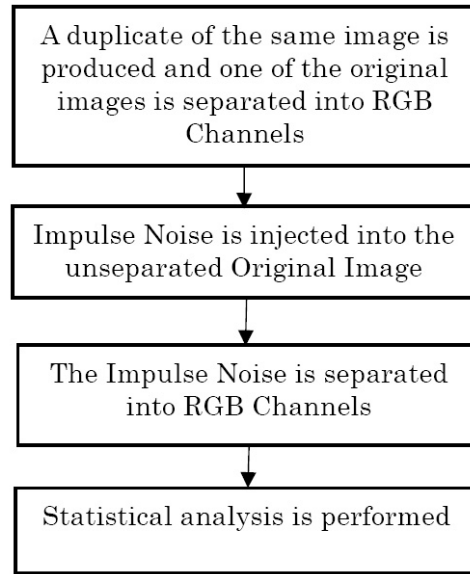 A duplicate of the same image is
produced and one of the original
images is separated into RGB
Channels
Impulse Noise is injected into the
unseparated Original Image
The Impulse Noise is separated
into RGB Channels
Statistical analysis is performed